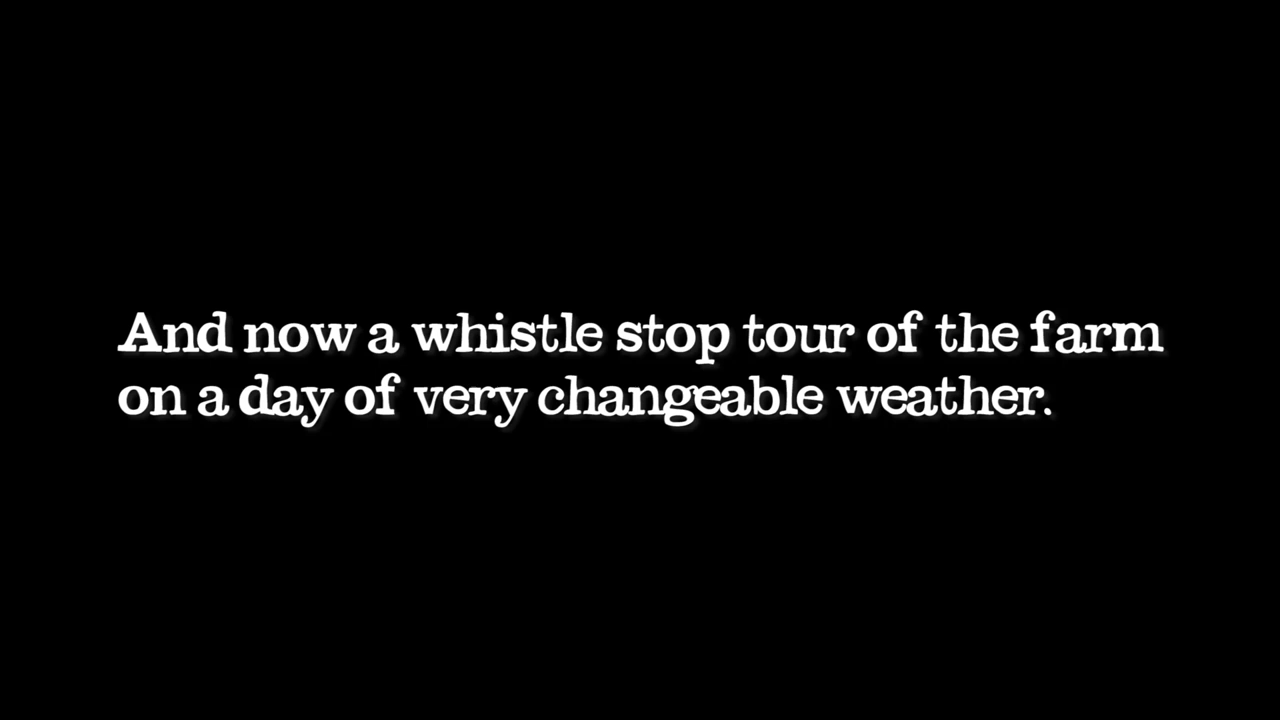 And now a whistle stop tour of the farm
on a day of very changeable weather.